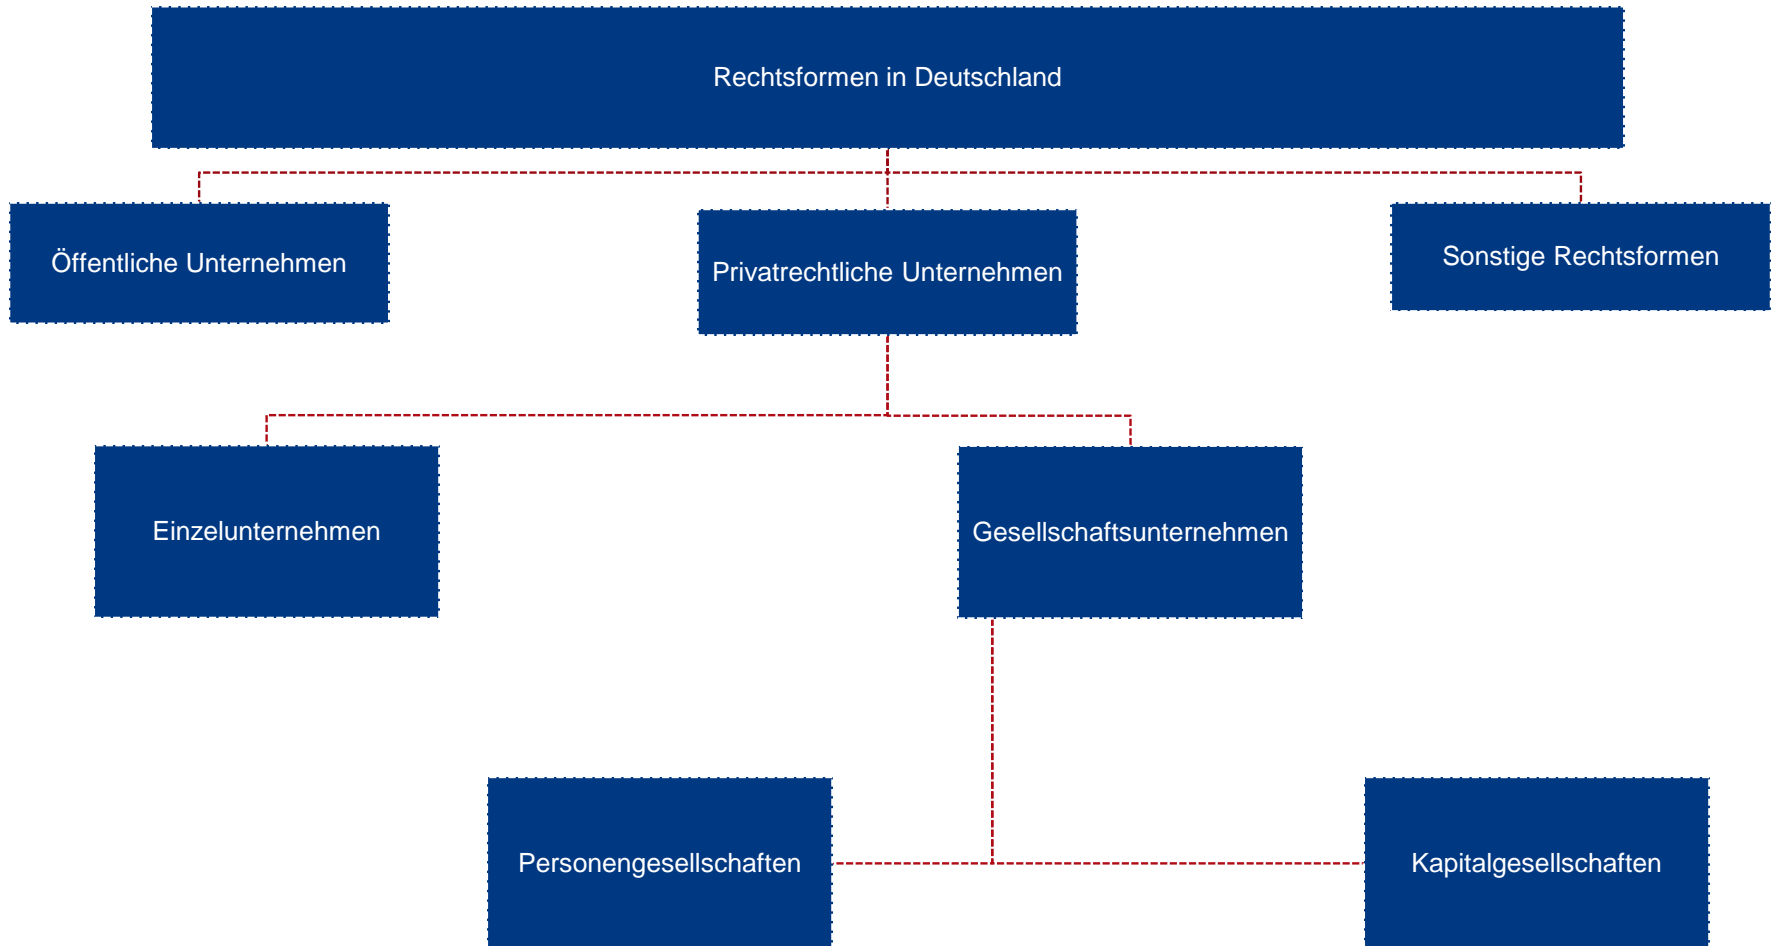 Rechtsformen in Deutschland
Öffentliche Unternehmen
Privatrechtliche Unternehmen
Sonstige Rechtsformen
Einzelunternehmen
Gesellschaftsunternehmen
Personengesellschaften
Kapitalgesellschaften